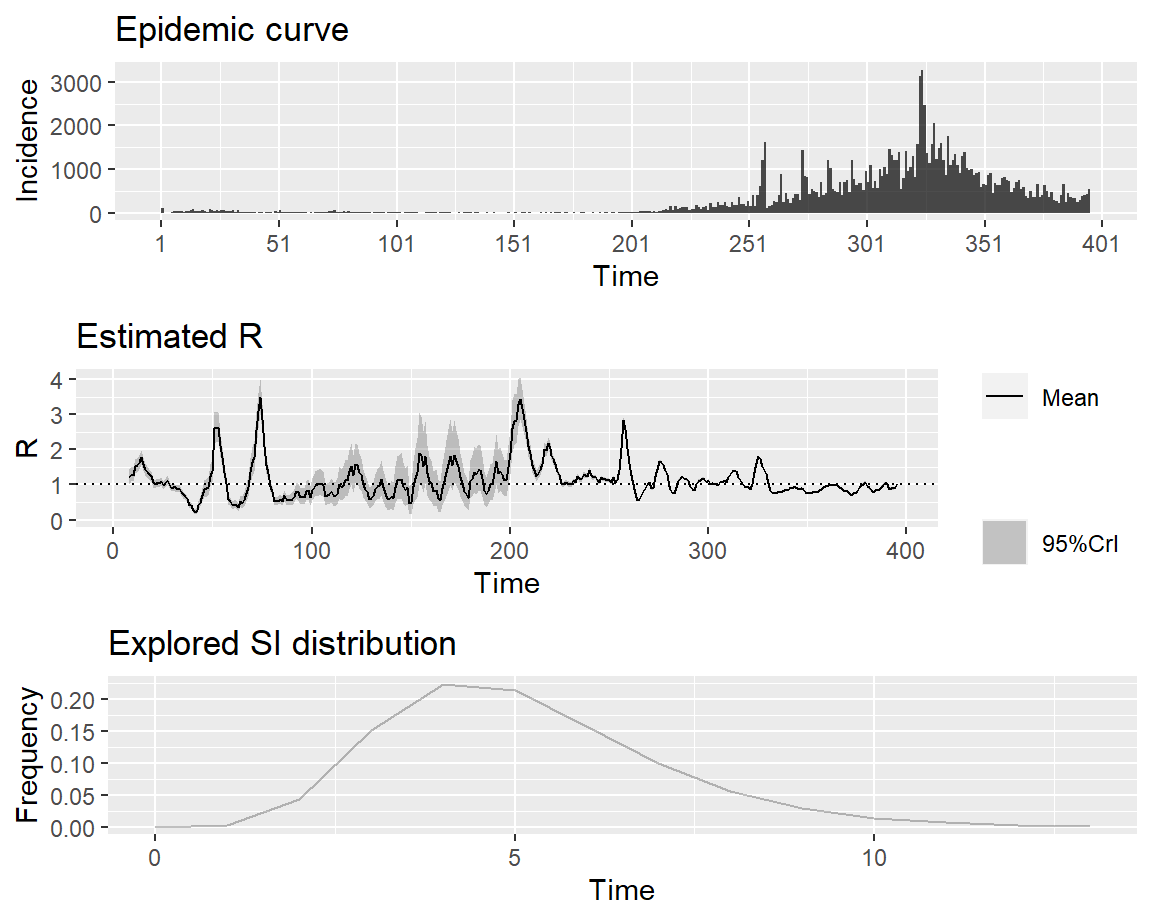 Epidemic curve
Incidence
3000
2000
1000
0
1 51 101 151 201 251 301 351 401
Time
Estimated R
R
4
3
2
1
0
0 100 200 300 400
Time
Mean
95%CrI
Explored SI distribution
Frequency
0.20
0.15
0.10
0.05
0.00
0 5 10
Time